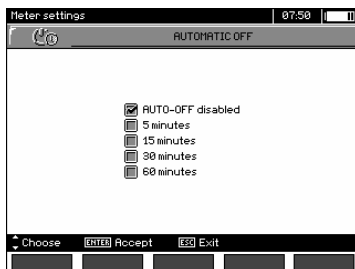 Meter settings 07:50
AUTOMATIC OFF
AUTO-OFF disabled
5 minutes
15 minutes
30 minutes
60 minutes
Choose ENTER Accept ESC Exit